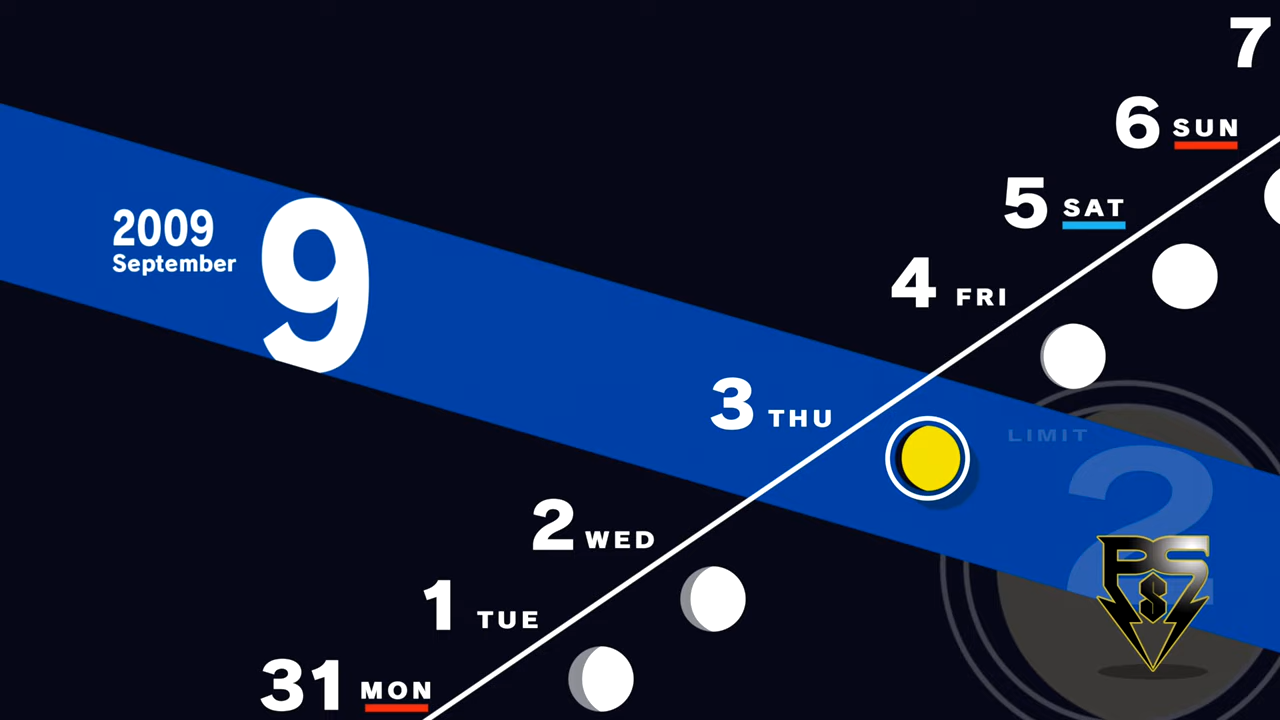 7
6 SUN
5 SAT
2009
September
9
4 FRI
3 THU
LIMIT
2
2 WED
PGS
S
1 TUE
31 MON